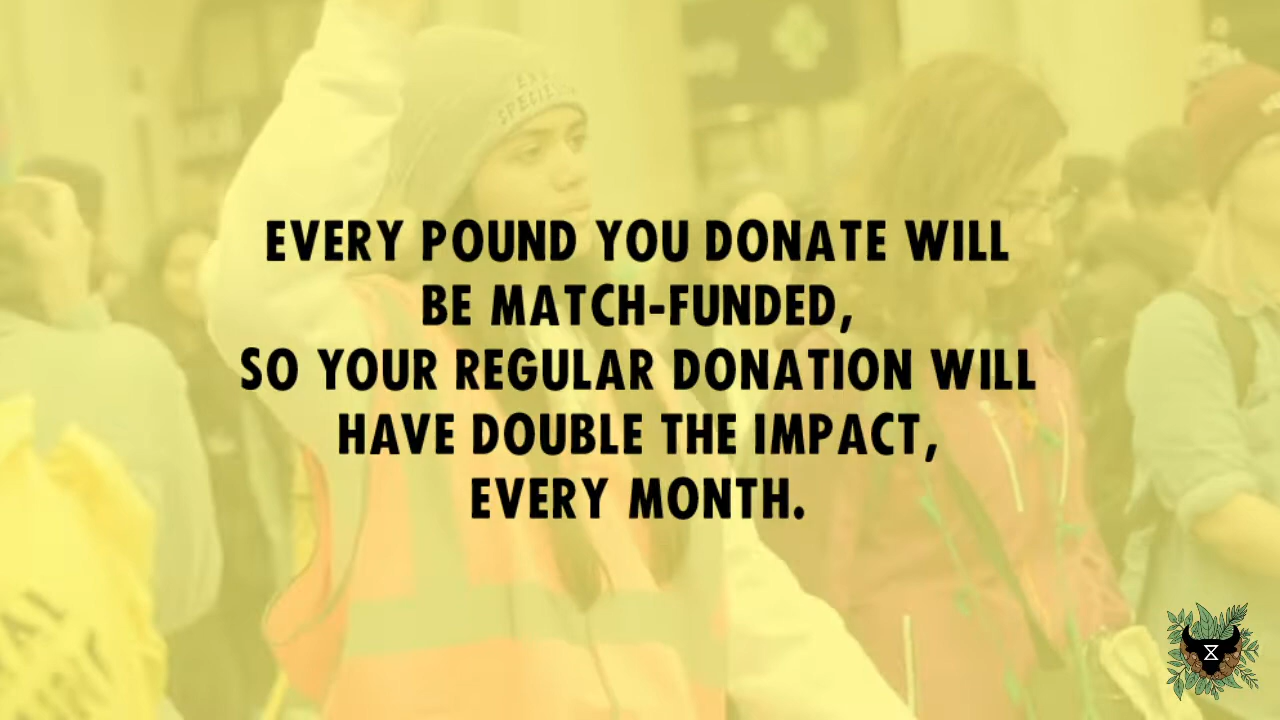 EVERY POUND YOU DONATE WILL
BE MATCH-FUNDED,
SO YOUR REGULAR DONATION WILL
HAVE DOUBLE THE IMPACT,
EVERY MONTH.